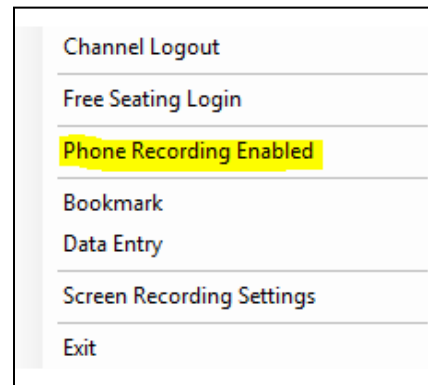 Channel Logout
Free Seating Login
Phone Recording Enabled
Bookmark
Data Entry
Screen Recording Settings
Exit